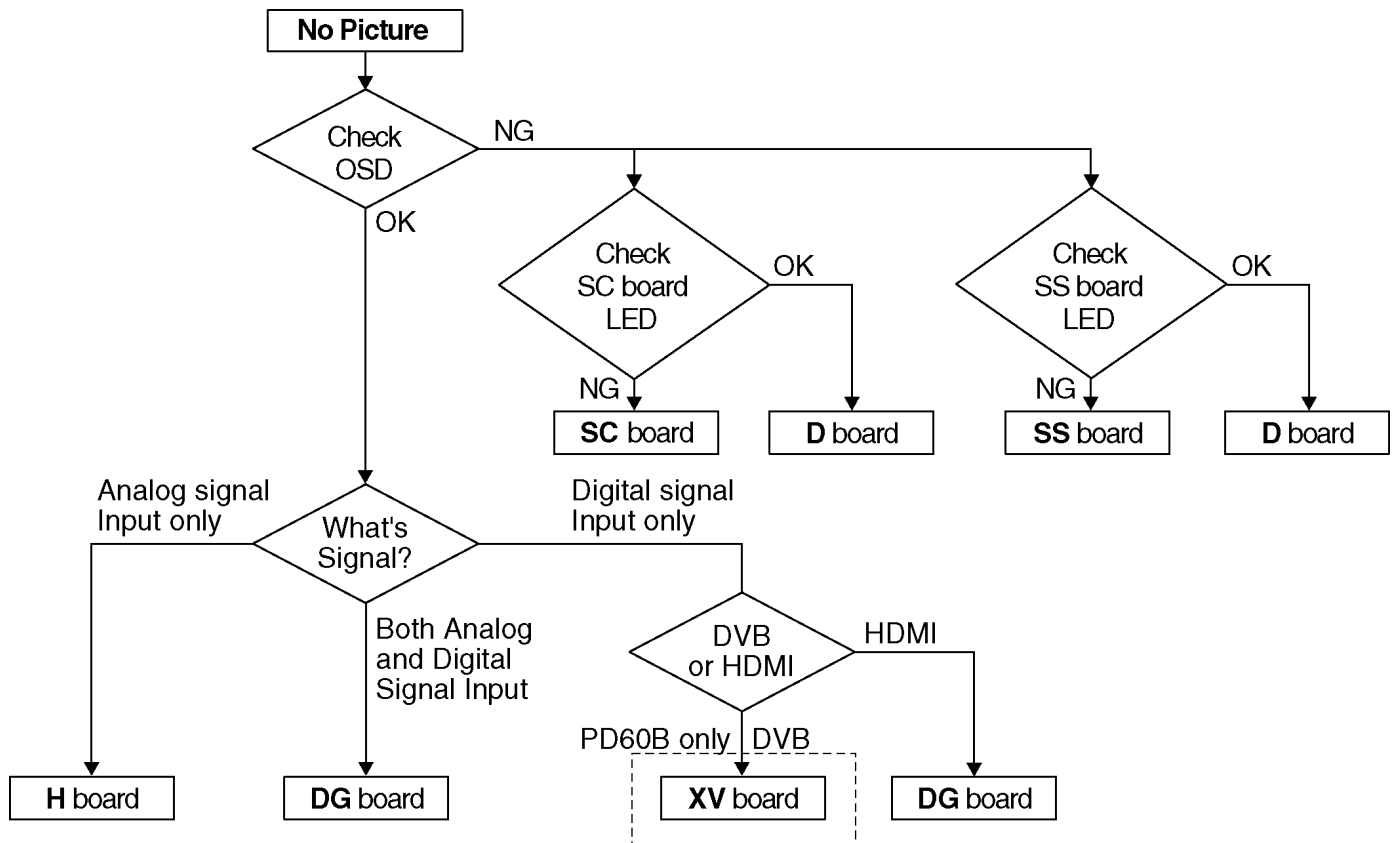 No Picture
Check
OSD
NG
OK
Check
SC board
LED
OK
NG
SC board
D board
Check
SS board
LED
OK
NG
SS board
D board
Analog signal
Input only
What's
Signal?
Digital signal
Input only
Both Analog
and Digital
Signal Input
DVB
or HDMI
HDMI
PD60B only
DVB
H board
DG board
XV board
DG board